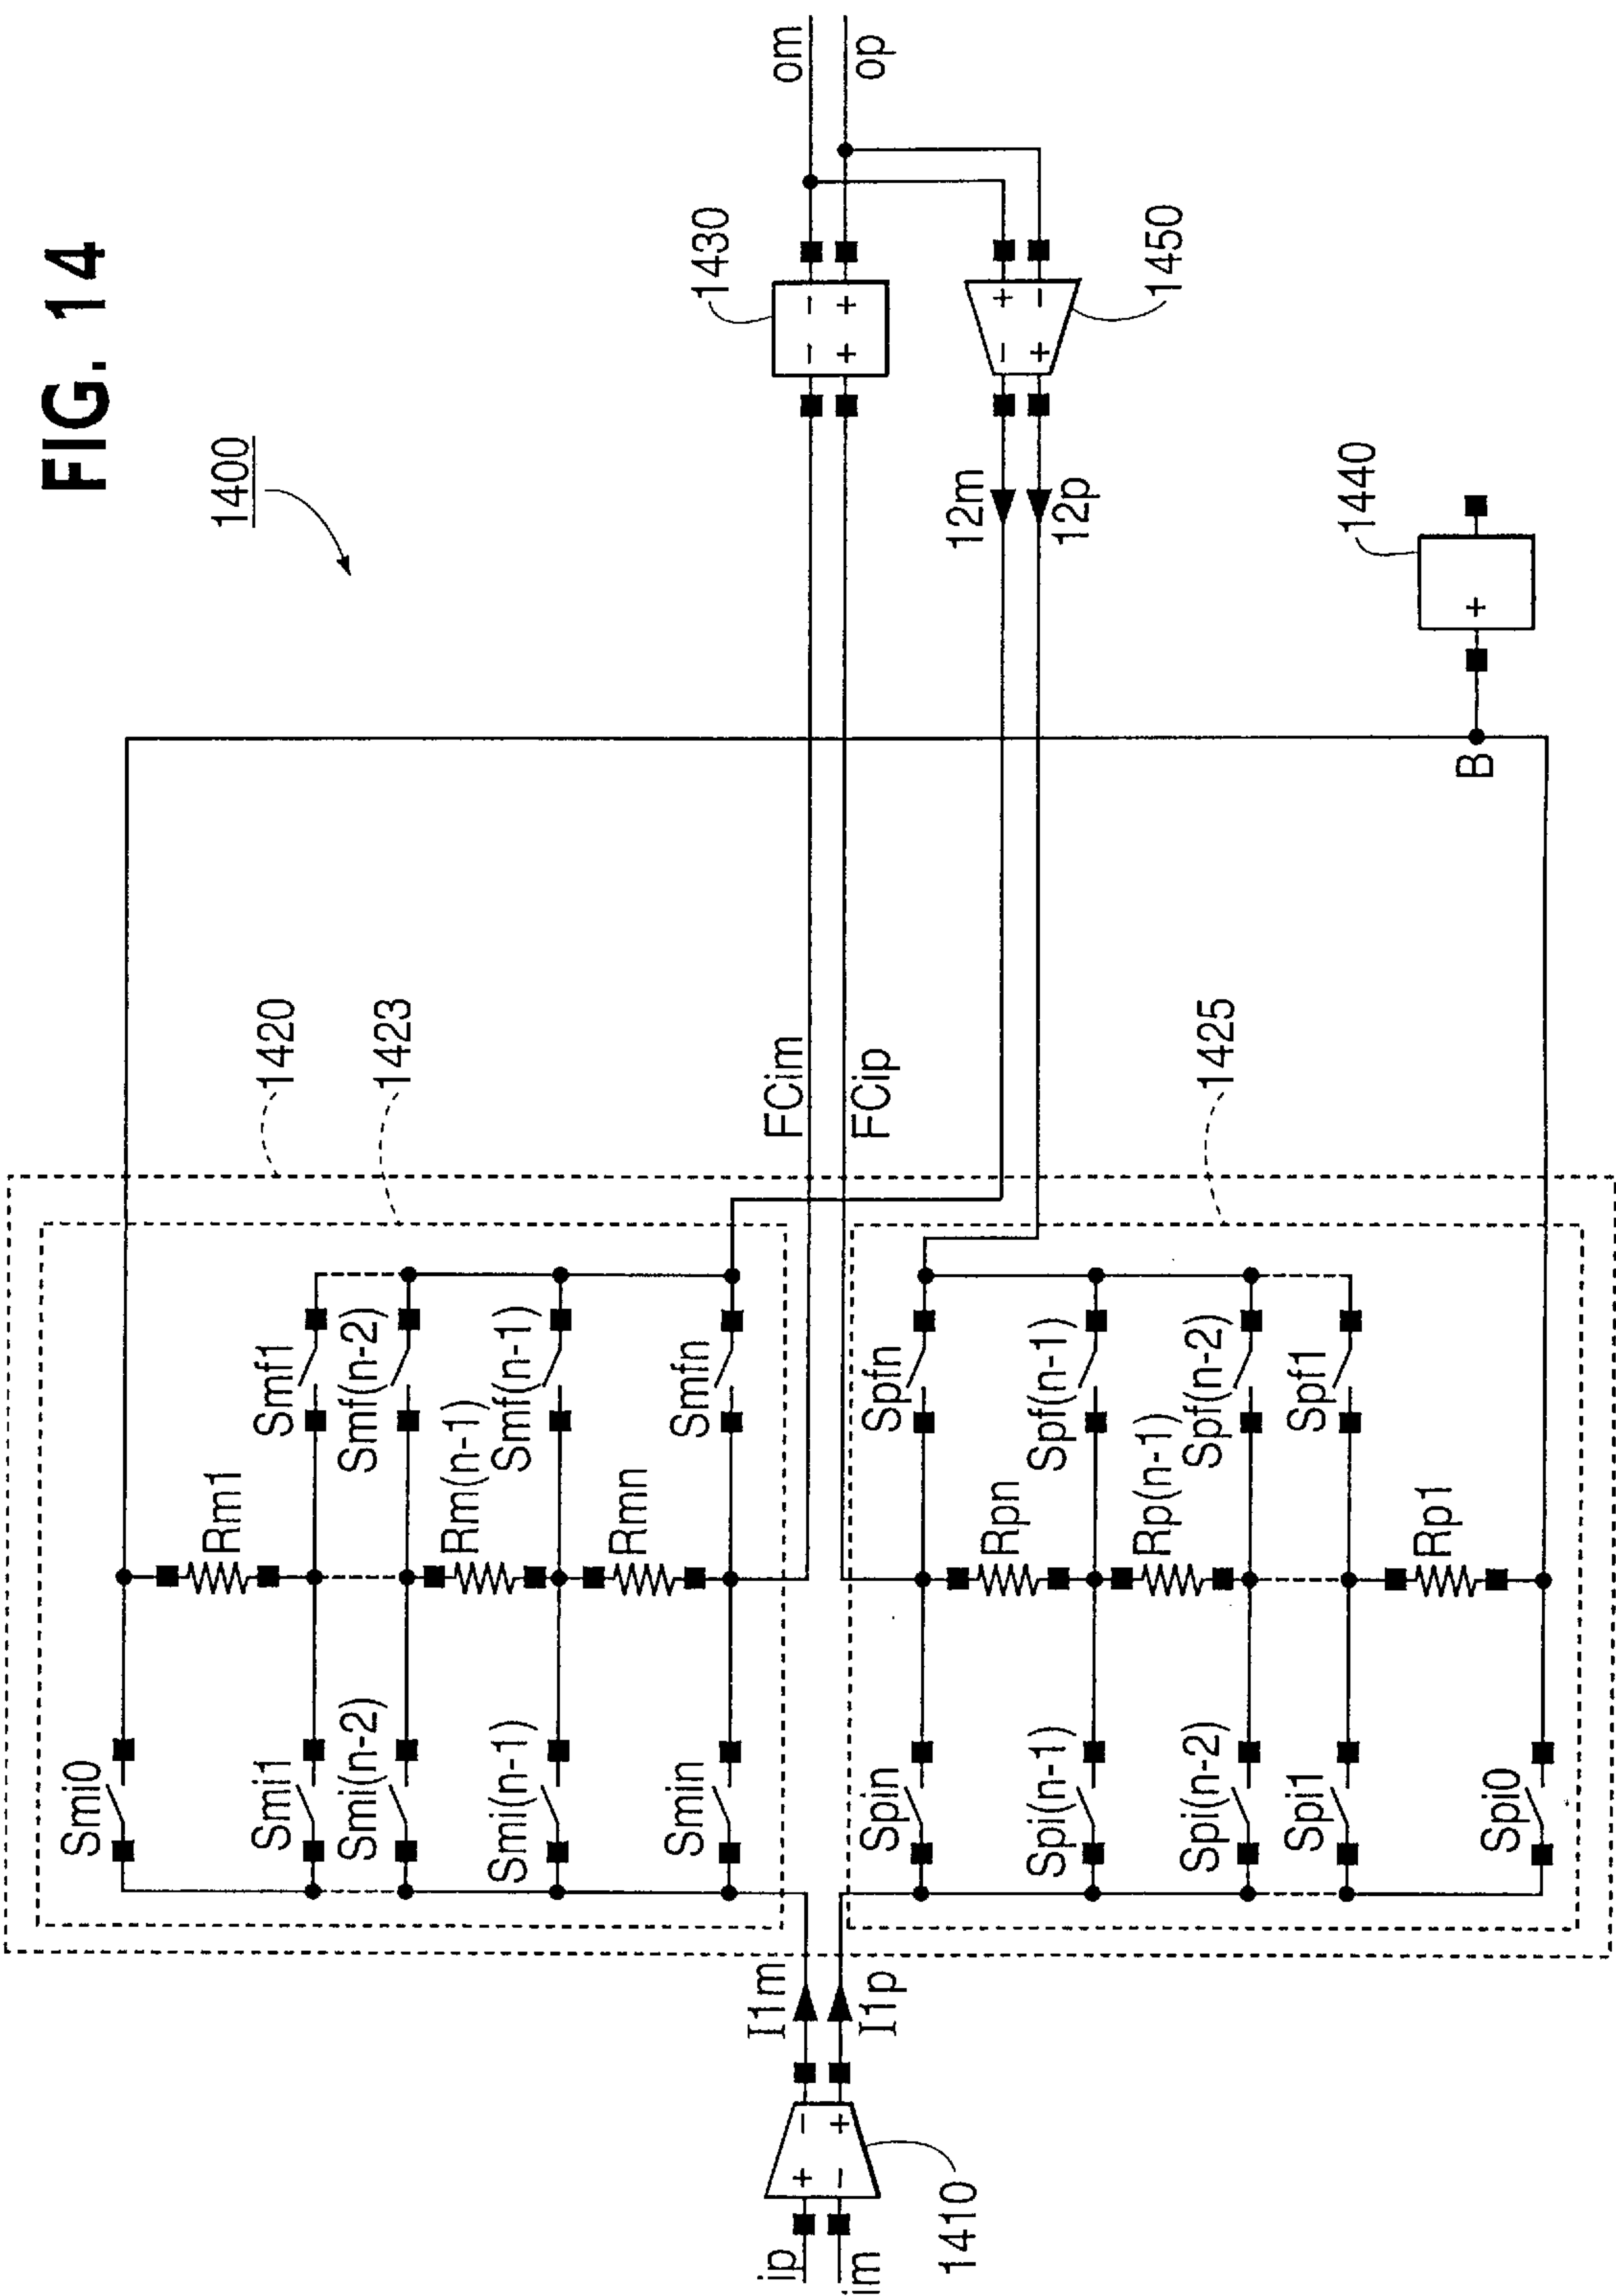 FIG. 14
1400
1420
1423
Smi0
Rm1
Smi1
Smf1
Smi(n-2)
Smf(n-2)
Rm(n-1)
Smi(n-1)
Smf(n-1)
Rmn
Smin
Smfn
I1m
I1p
ip
im
+ -
- +
1410
FCim
FCip
1430
- -
+ +
om
op
12m
12p
- +
+ -
1450
1425
Spin
Spfn
Rpn
Spi(n-1)
Spf(n-1)
Rp(n-1)
Spi(n-2)
Spf(n-2)
Spi1
Spf1
Rp1
Spi0
B
+
1440